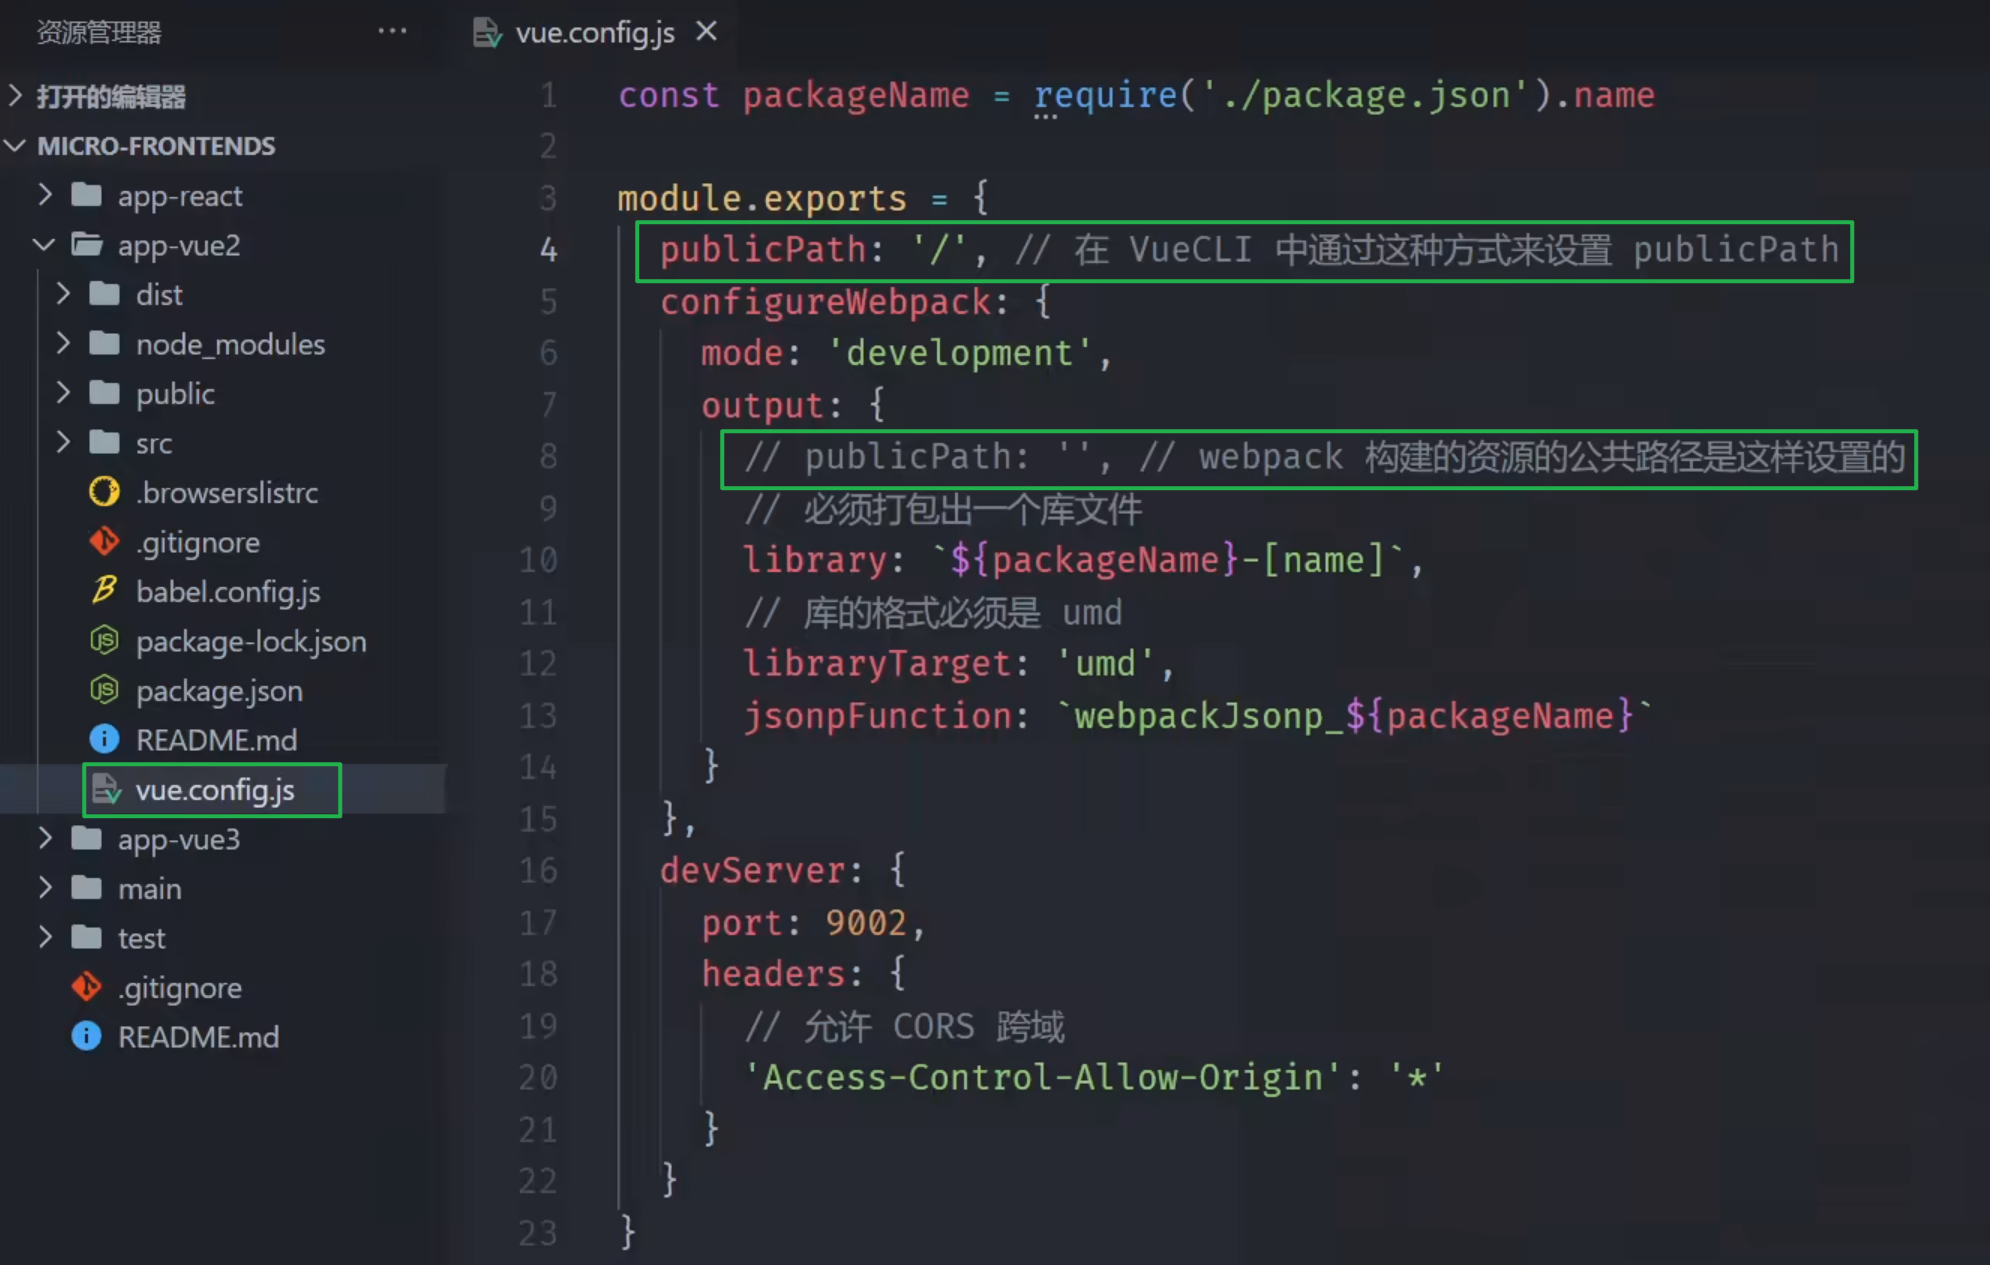 资源管理器 ···
打开的编辑器
MICRO-FRONTENDS
app-react
app-vue2
dist
node_modules
public
src
.browserslistrc
.gitignore
babel.config.js
package-lock.json
package.json
README.md
vue.config.js
app-vue3
main
test
.gitignore
README.md
vue.config.js
1 const packageName = require('./package.json').name
2
3 module.exports = {
4 publicPath: '/', // 在 VueCLI 中通过这种方式来设置 publicPath
5 configureWebpack: {
6 mode: 'development',
7 output: {
8 // publicPath: '', // webpack 构建的资源的公共路径是这样设置的
9 // 必须打包出一个库文件
10 library: `${packageName}-[name]`,
11 // 库的格式必须是 umd
12 libraryTarget: 'umd',
13 jsonpFunction: `webpackJsonp_${packageName}`
14 }
15 },
16 devServer: {
17 port: 9002,
18 headers: {
19 // 允许 CORS 跨域
20 'Access-Control-Allow-Origin': '*'
21 }
22 }
23 }